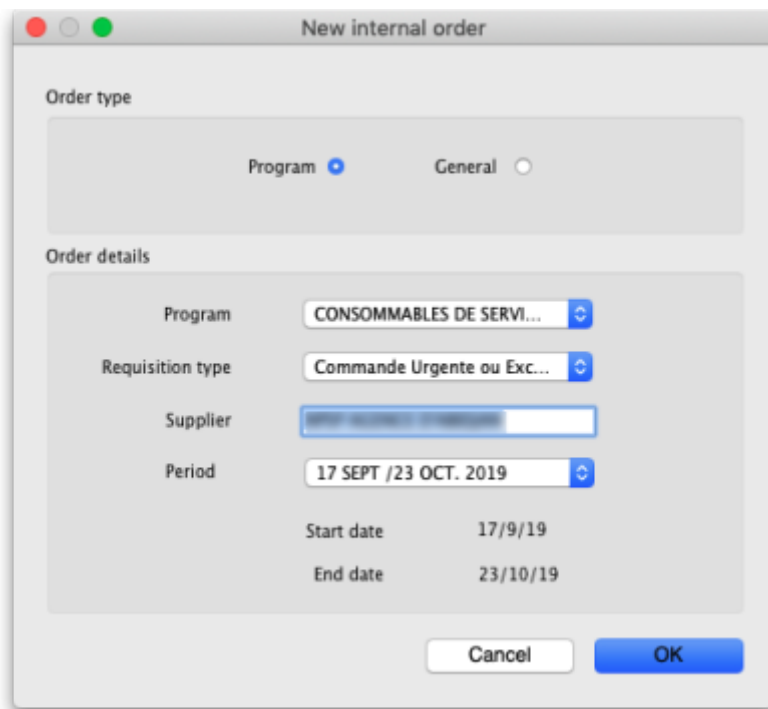 New internal order
Order type
Program General
Order details
Program CONSOMMABLES DE SERVI...
Requisition type Commande Urgente ou Exc...
Supplier
Period 17 SEPT /23 OCT. 2019
Start date 17/9/19
End date 23/10/19
Cancel OK